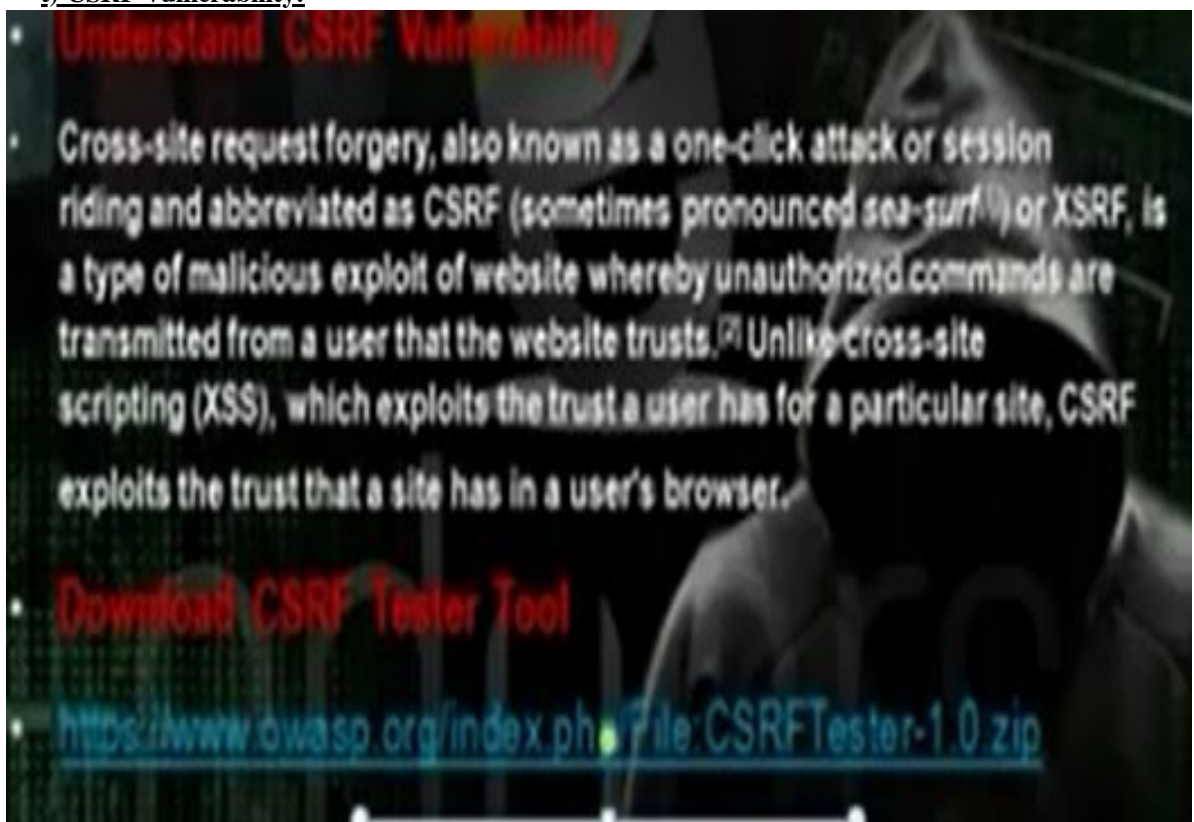 i) CSRF Vulnerability:
• Understand CSRF Vulnerability
• Cross-site request forgery, also known as a one-click attack or session
riding and abbreviated as CSRF (sometimes pronounced sea-surf[1]) or XSRF, is
a type of malicious exploit of website whereby unauthorized commands are
transmitted from a user that the website trusts.[2] Unlike cross-site
scripting (XSS), which exploits the trust a user has for a particular site, CSRF
exploits the trust that a site has in a user's browser.
• Download CSRF Tester Tool
• https://www.owasp.org/index.php/File:CSRFTester-1.0.zip